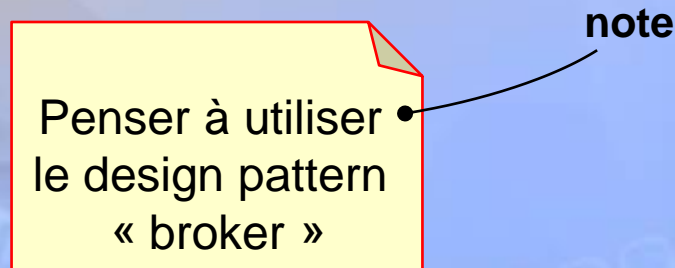 note
Penser à utiliser
le design pattern
« broker »